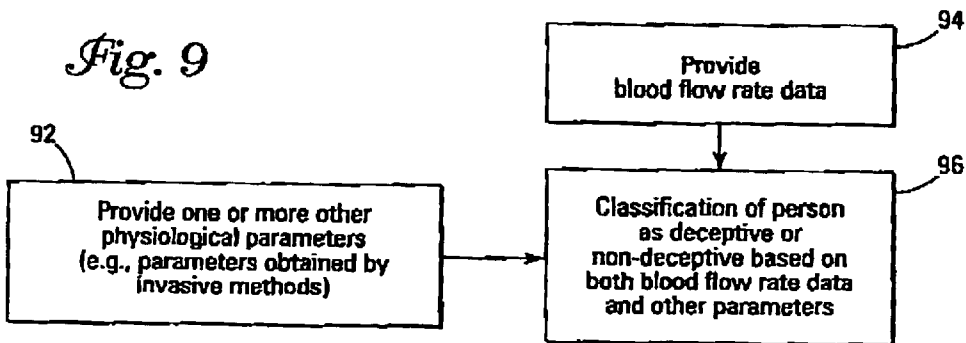 Fig. 9
94
Provide
blood flow rate data
92
Provide one or more other
physiological parameters
(e.g., parameters obtained by
invasive methods)
96
Classification of person
as deceptive or
non-deceptive based on
both blood flow rate data
and other parameters